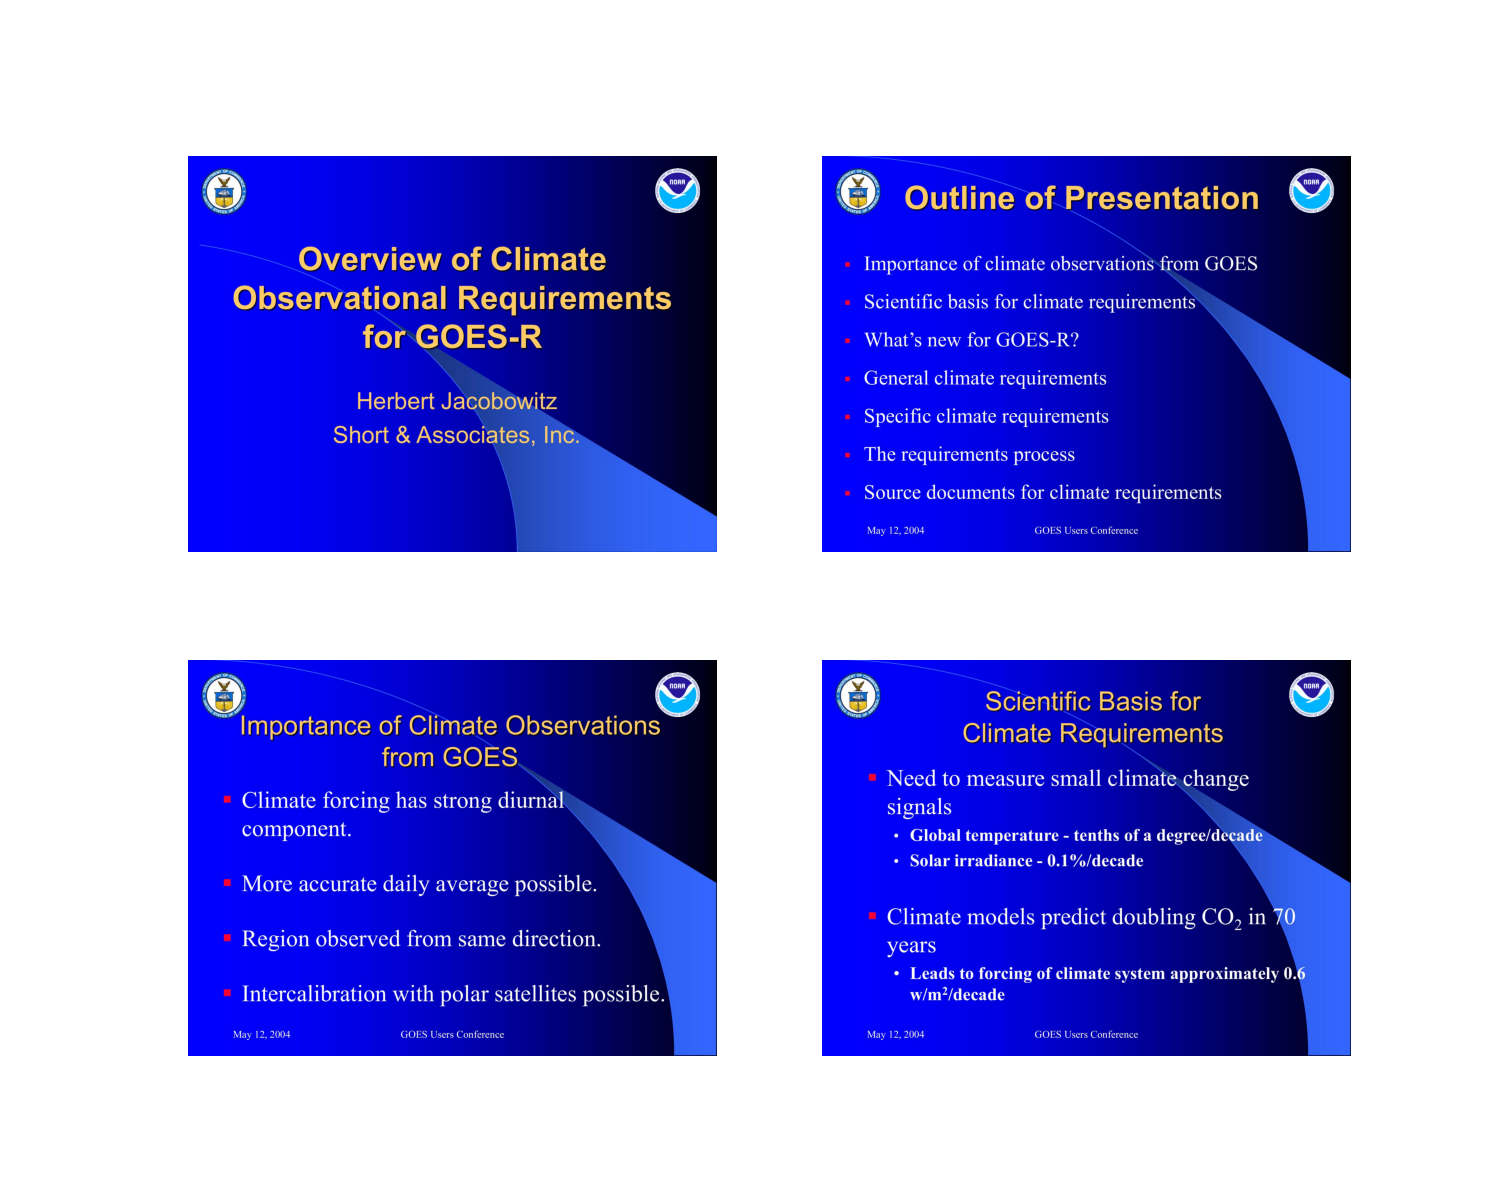 NOAA
Overview of Climate
Observational Requirements
for GOES-R
Herbert Jacobowitz
Short & Associates, Inc.
NOAA
Outline of Presentation
▪ Importance of climate observations from GOES
▪ Scientific basis for climate requirements
▪ What's new for GOES-R?
▪ General climate requirements
▪ Specific climate requirements
▪ The requirements process
▪ Source documents for climate requirements
May 12, 2004 GOES Users Conference
NOAA
Importance of Climate Observations
from GOES
▪ Climate forcing has strong diurnal
component.
▪ More accurate daily average possible.
▪ Region observed from same direction.
▪ Intercalibration with polar satellites possible.
May 12, 2004 GOES Users Conference
NOAA
Scientific Basis for
Climate Requirements
▪ Need to measure small climate change
signals
• Global temperature - tenths of a degree/decade
• Solar irradiance - 0.1%/decade
▪ Climate models predict doubling CO₂ in 70
years
• Leads to forcing of climate system approximately 0.6
w/m²/decade
May 12, 2004 GOES Users Conference